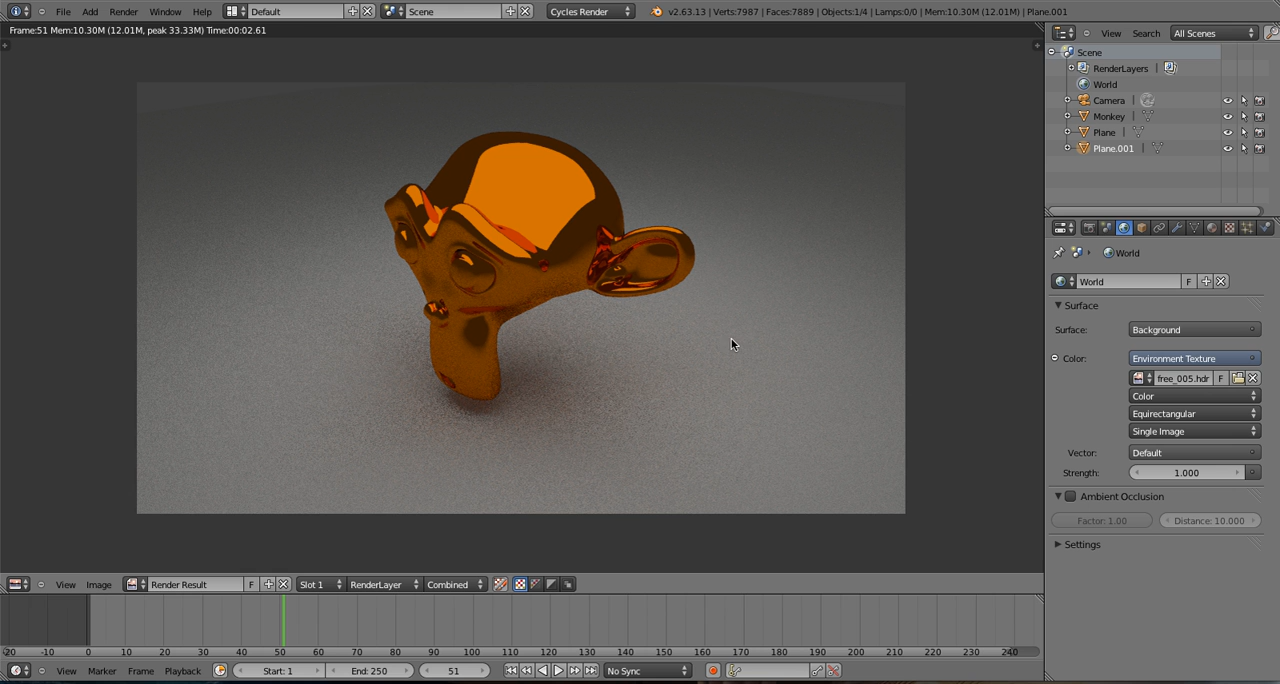 File Add Render Window Help Default Scene Cycles Render v2.63.13 | Verts:7987 | Faces:7889 | Objects:1/4 | Lamps:0/0 | Mem:10.30M (12.01M) | Plane.001
Frame:51 Mem:10.30M (12.01M, peak 33.33M) Time:00:02.61
View Search All Scenes
Scene
RenderLayers
World
Camera
Monkey
Plane
Plane.001
World
World F
Surface
Surface: Background
Color: Environment Texture
free_005.hdr F
Color
Equirectangular
Single Image
Vector: Default
Strength: 1.000
Ambient Occlusion
Factor: 1.00 Distance: 10.000
Settings
View Image Render Result F Slot 1 RenderLayer Combined
-20 -10 0 10 20 30 40 50 60 70 80 90 100 110 120 130 140 150 160 170 180 190 200 210 220 230 240
View Marker Frame Playback Start: 1 End: 250 51 No Sync